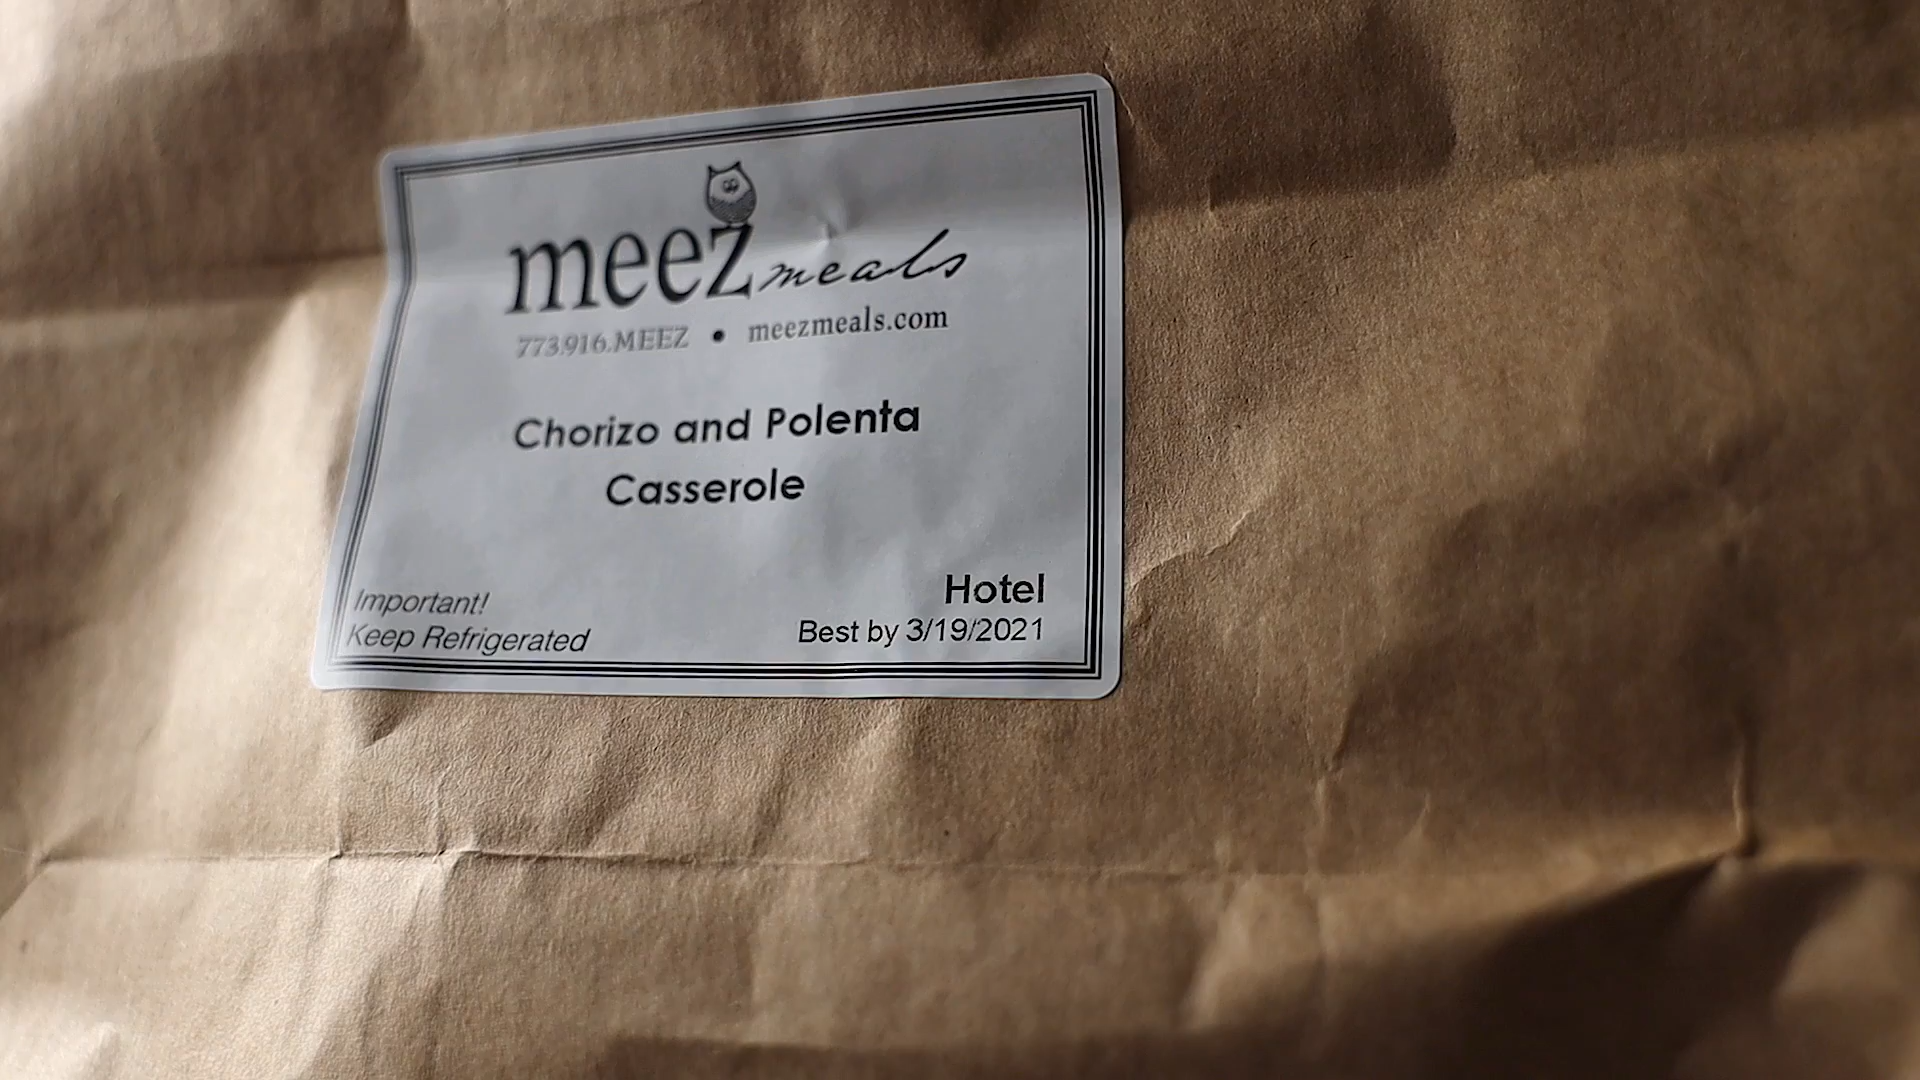 meez meals
773.916.MEEZ • meezmeals.com
Chorizo and Polenta
Casserole
Important!
Keep Refrigerated
Hotel
Best by 3/19/2021